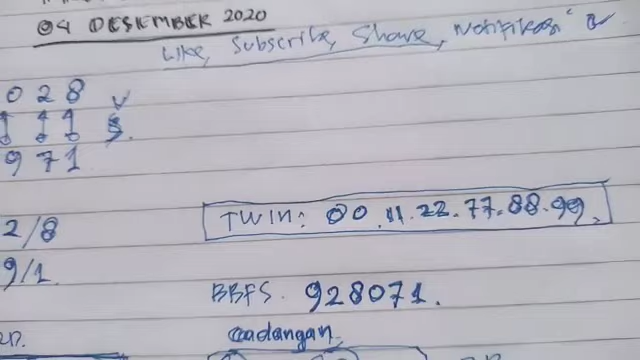 04 DESEMBER 2020
Like, Subscribe, Share, Notifikasi
0 2 8
9 7 1
2/8
9/1.
TWIN: 00.11.22.77.88.99.
BBFS. 928071.
cadangan